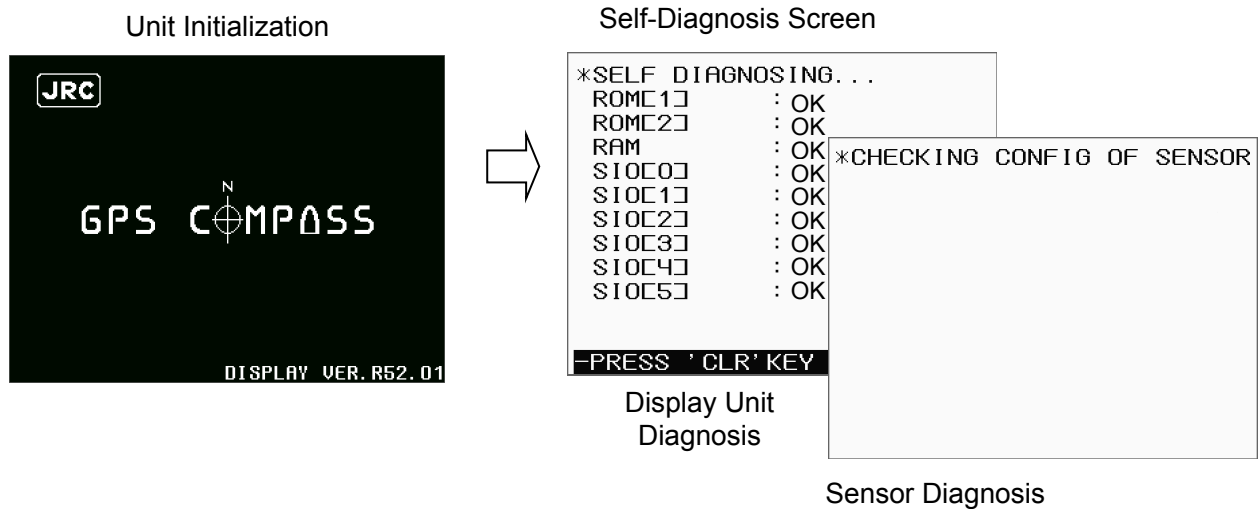 Unit Initialization
JRC
N
GPS COMPASS
DISPLAY VER.R52.01
Self-Diagnosis Screen
*SELF DIAGNOSING...
ROM[1] : OK
ROM[2] : OK
RAM : OK
SIO[0] : OK
SIO[1] : OK
SIO[2] : OK
SIO[3] : OK
SIO[4] : OK
SIO[5] : OK
-PRESS 'CLR'KEY
Display Unit
Diagnosis
*CHECKING CONFIG OF SENSOR
Sensor Diagnosis